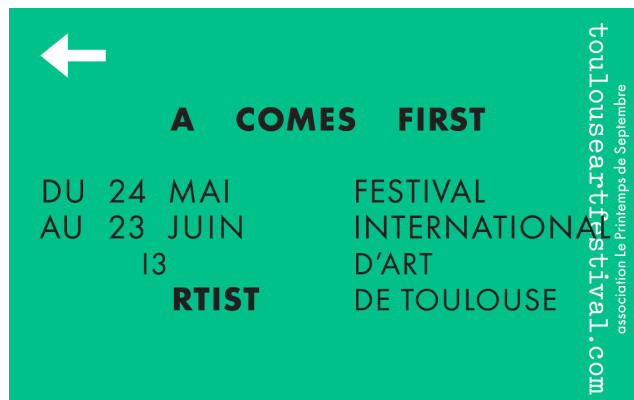 A COMES FIRST
DU 24 MAI
AU 23 JUIN
13
RTIST
FESTIVAL
INTERNATIONAL
D'ART
DE TOULOUSE
toulouseartfestival.com
association Le Printemps de Septembre